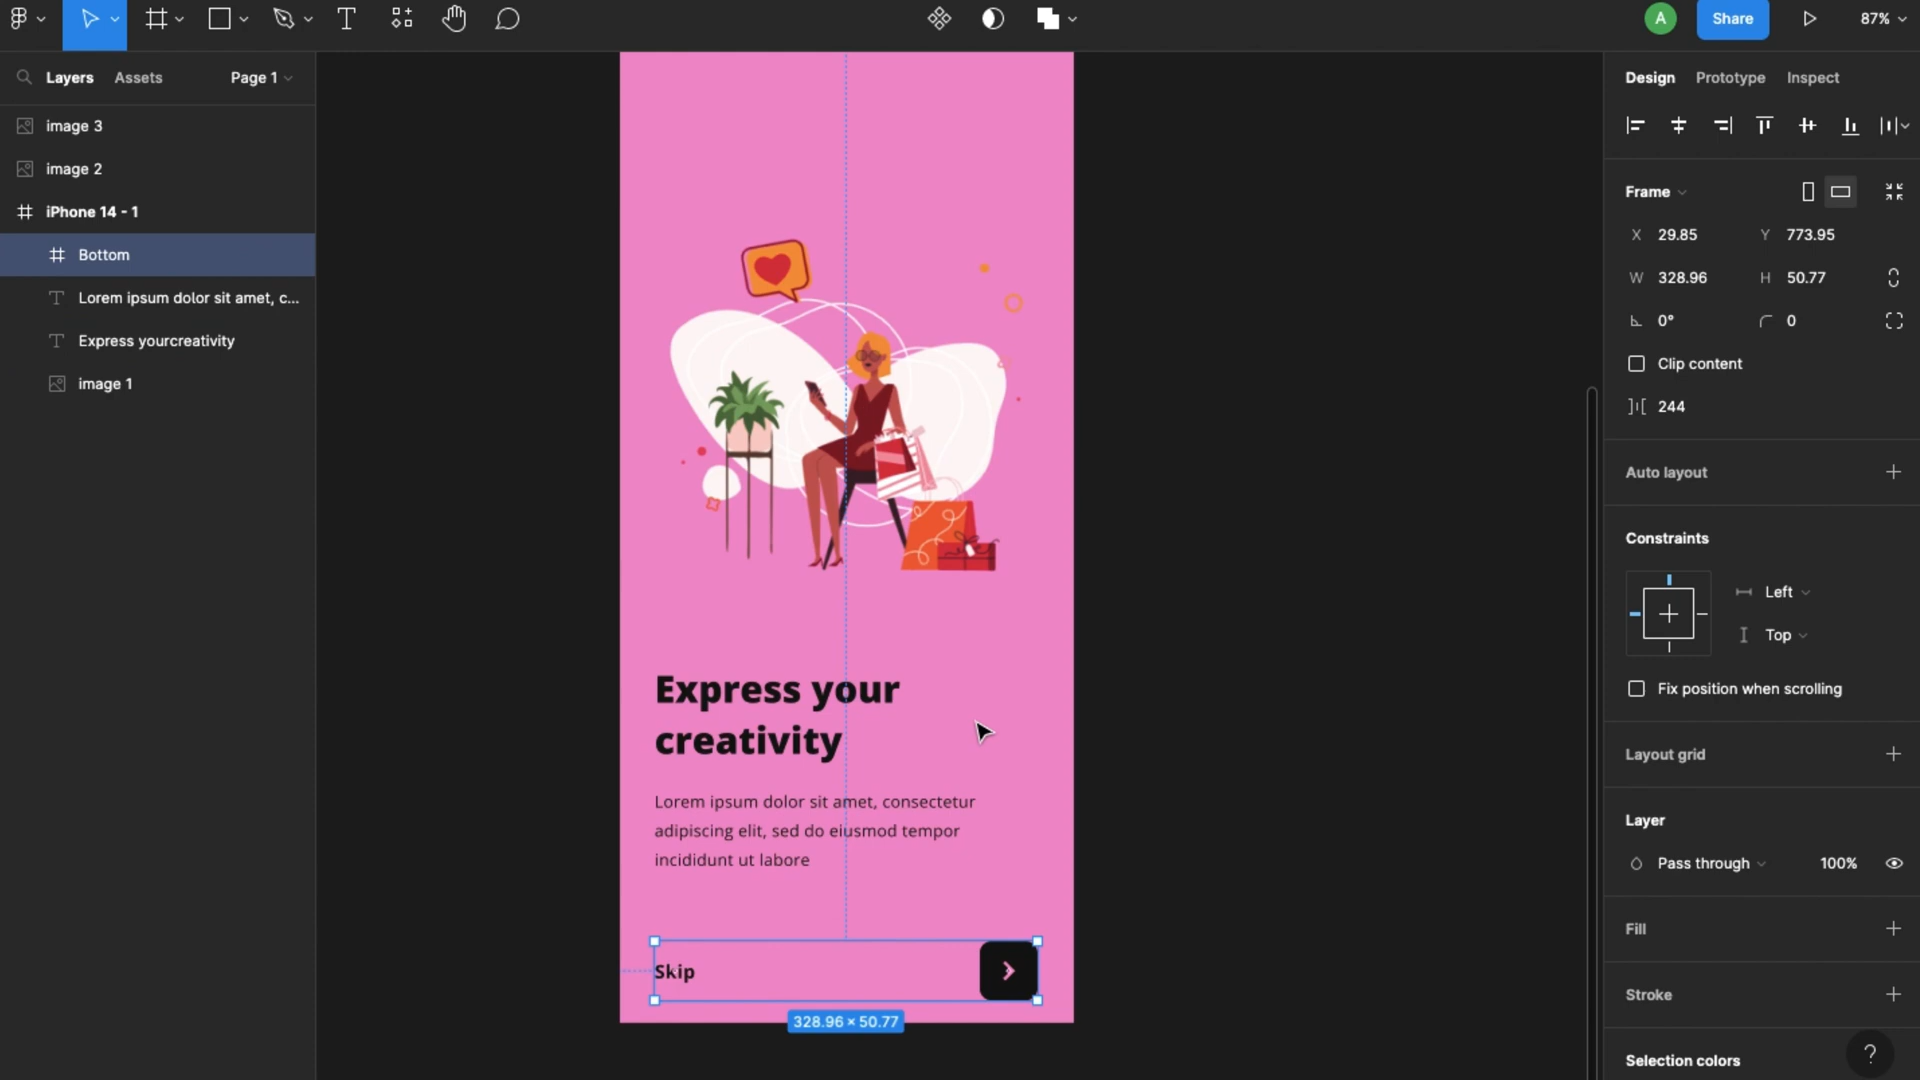 A
Share
87%
Layers
Assets
Page 1
image 3
image 2
iPhone 14 - 1
Bottom
Lorem ipsum dolor sit amet, c...
Express yourcreativity
image 1
Express your
creativity
Lorem ipsum dolor sit amet, consectetur
adipiscing elit, sed do eiusmod tempor
incididunt ut labore
Skip
328.96 × 50.77
Design
Prototype
Inspect
Frame
X 29.85
Y 773.95
W 328.96
H 50.77
0°
0
Clip content
244
Auto layout
Constraints
Left
Top
Fix position when scrolling
Layout grid
Layer
Pass through
100%
Fill
Stroke
Selection colors
?